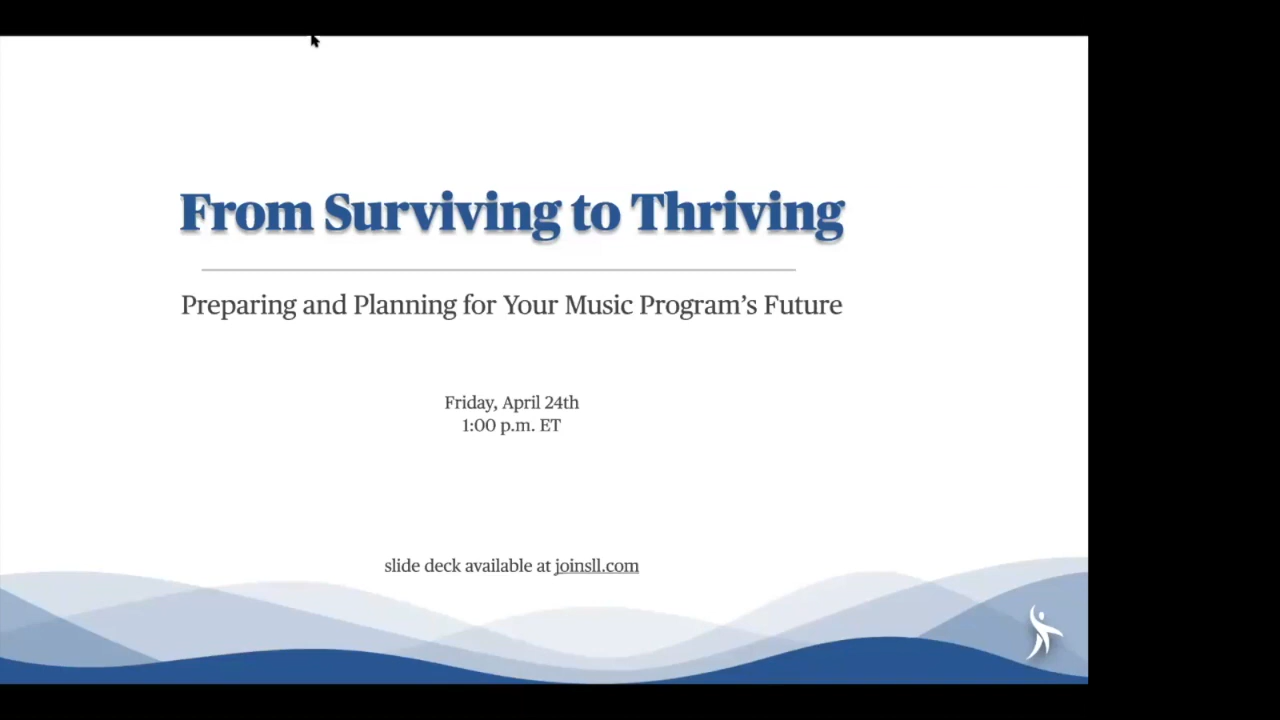 From Surviving to Thriving
Preparing and Planning for Your Music Program’s Future
Friday, April 24th
1:00 p.m. ET
slide deck available at joinsll.com